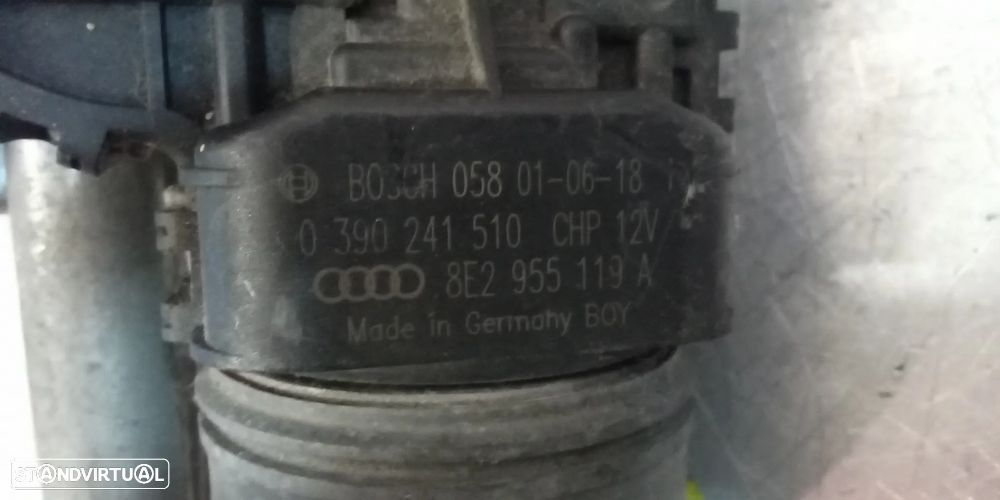 BOSCH 058 01-06-18
0 390 241 510 CHP 12V
8E2 955 119 A
Made in Germany BOY
STANDVIRTUAL